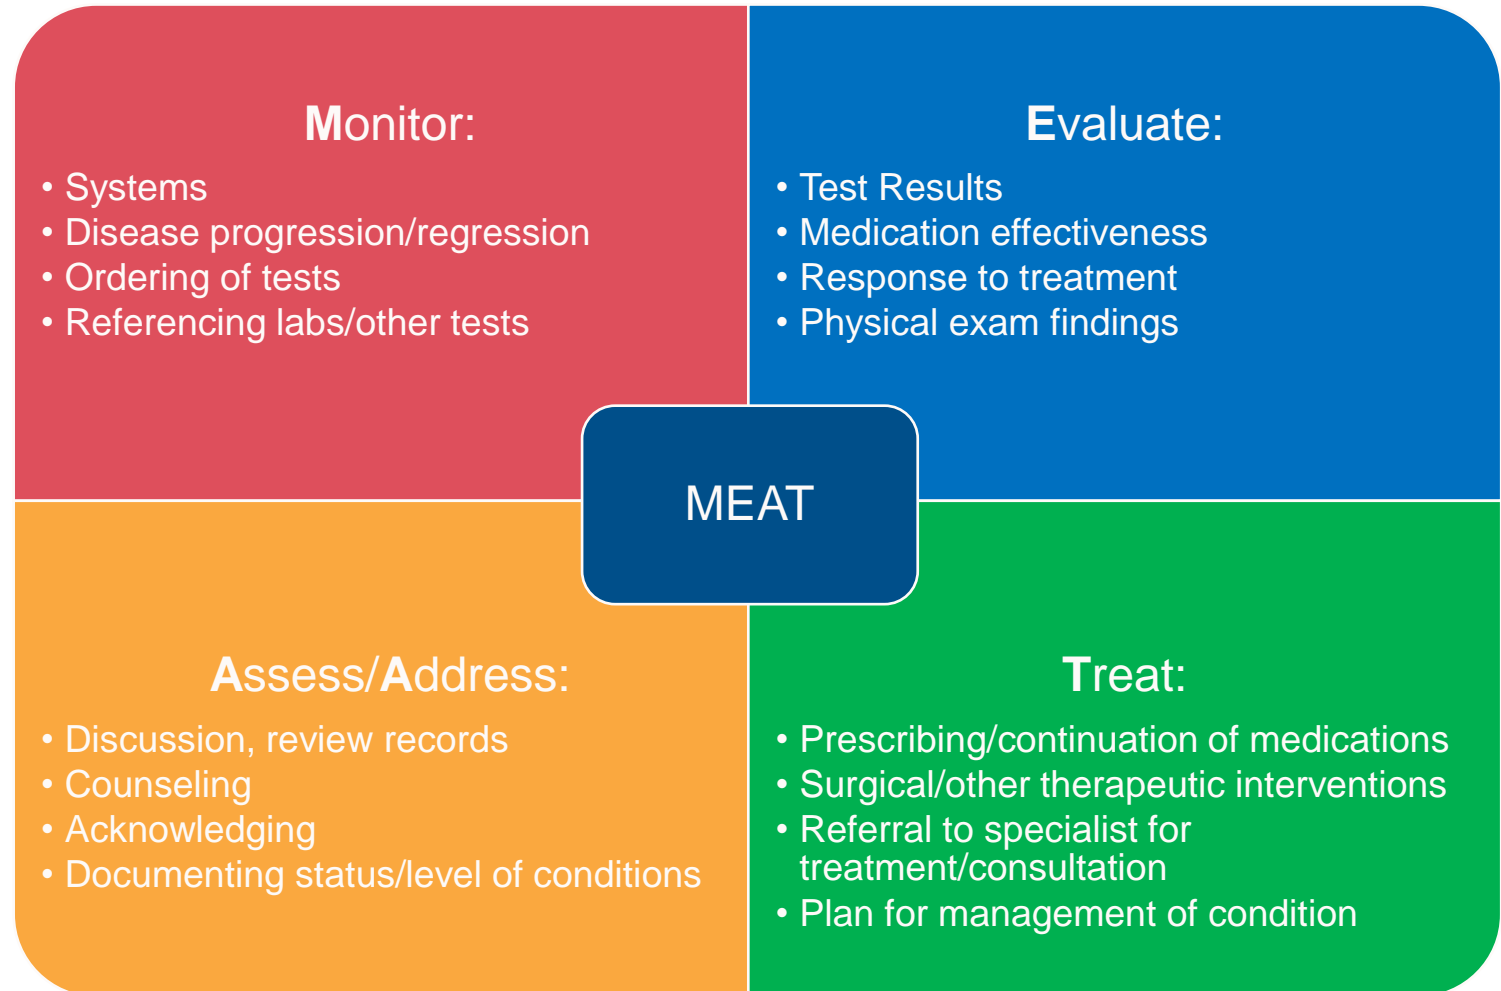 Monitor:
• Systems
• Disease progression/regression
• Ordering of tests
• Referencing labs/other tests
Evaluate:
• Test Results
• Medication effectiveness
• Response to treatment
• Physical exam findings
MEAT
Assess/Address:
• Discussion, review records
• Counseling
• Acknowledging
• Documenting status/level of conditions
Treat:
• Prescribing/continuation of medications
• Surgical/other therapeutic interventions
• Referral to specialist for
treatment/consultation
• Plan for management of condition